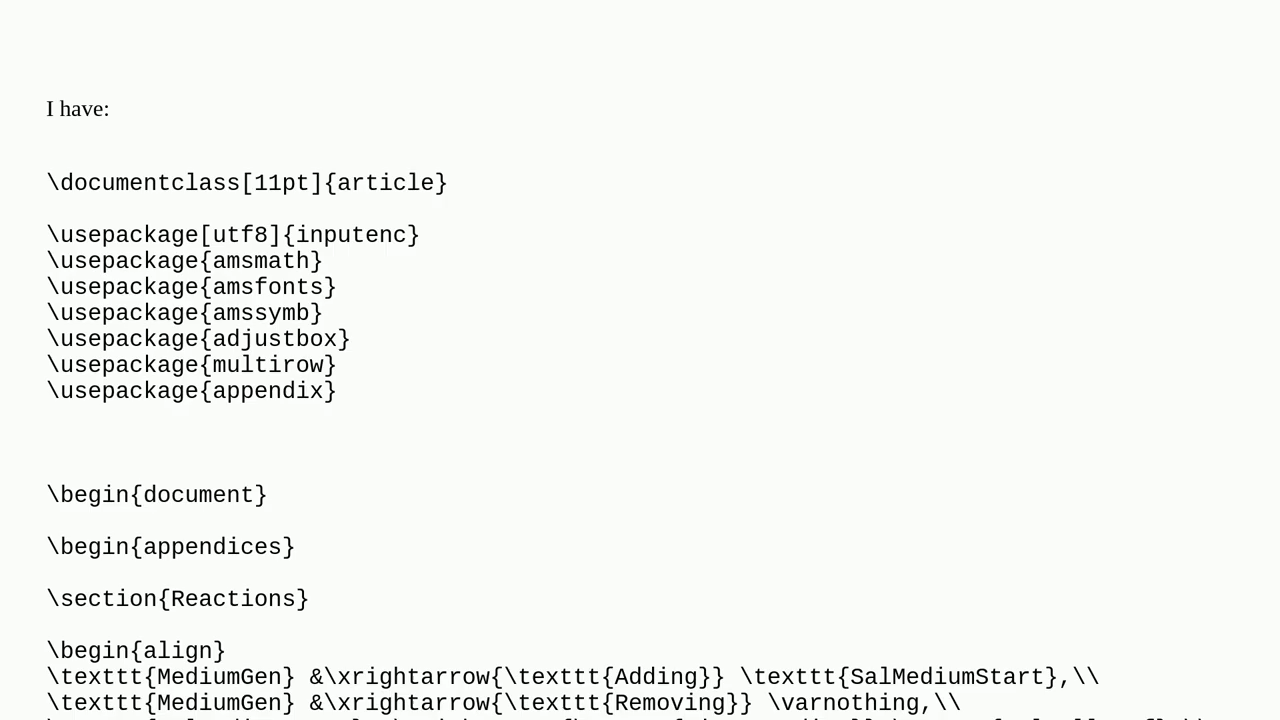 I have:
\documentclass[11pt]{article}
\usepackage[utf8]{inputenc}
\usepackage{amsmath}
\usepackage{amsfonts}
\usepackage{amssymb}
\usepackage{adjustbox}
\usepackage{multirow}
\usepackage{appendix}
\begin{document}
\begin{appendices}
\section{Reactions}
\begin{align}
\texttt{MediumGen} &\xrightarrow{\texttt{Adding}} \texttt{SalMediumStart},\\
\texttt{MediumGen} &\xrightarrow{\texttt{Removing}} \varnothing,\\